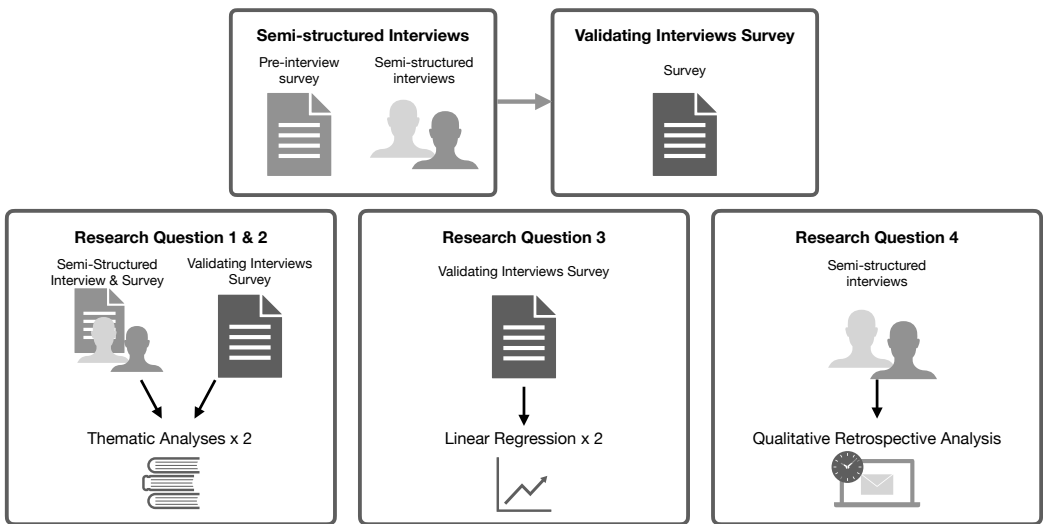 Semi-structured Interviews
Pre-interview
survey
Semi-structured
interviews
Validating Interviews Survey
Survey
Research Question 1 & 2
Semi-Structured
Interview & Survey
Validating Interviews
Survey
Thematic Analyses x 2
Research Question 3
Validating Interviews Survey
Linear Regression x 2
Research Question 4
Semi-structured
interviews
Qualitative Retrospective Analysis